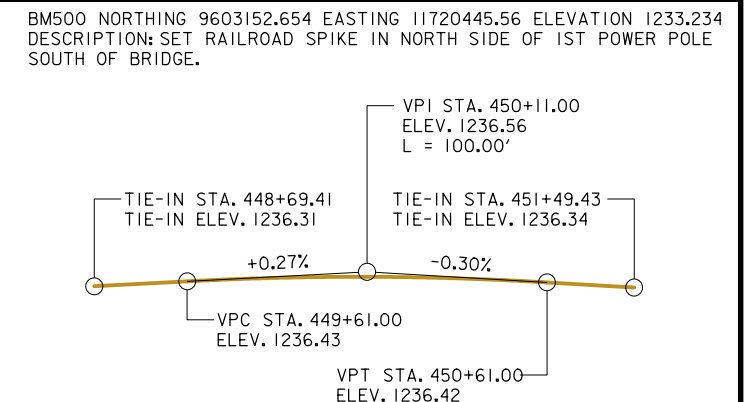 BM500 NORTHING 9603152.654 EASTING 11720445.56 ELEVATION 1233.234
DESCRIPTION: SET RAILROAD SPIKE IN NORTH SIDE OF 1ST POWER POLE
SOUTH OF BRIDGE.
VPI STA. 450+11.00
ELEV. 1236.56
L = 100.00'
TIE-IN STA. 448+69.41
TIE-IN ELEV. 1236.31
TIE-IN STA. 451+49.43
TIE-IN ELEV. 1236.34
+0.27%
-0.30%
VPC STA. 449+61.00
ELEV. 1236.43
VPT STA. 450+61.00
ELEV. 1236.42